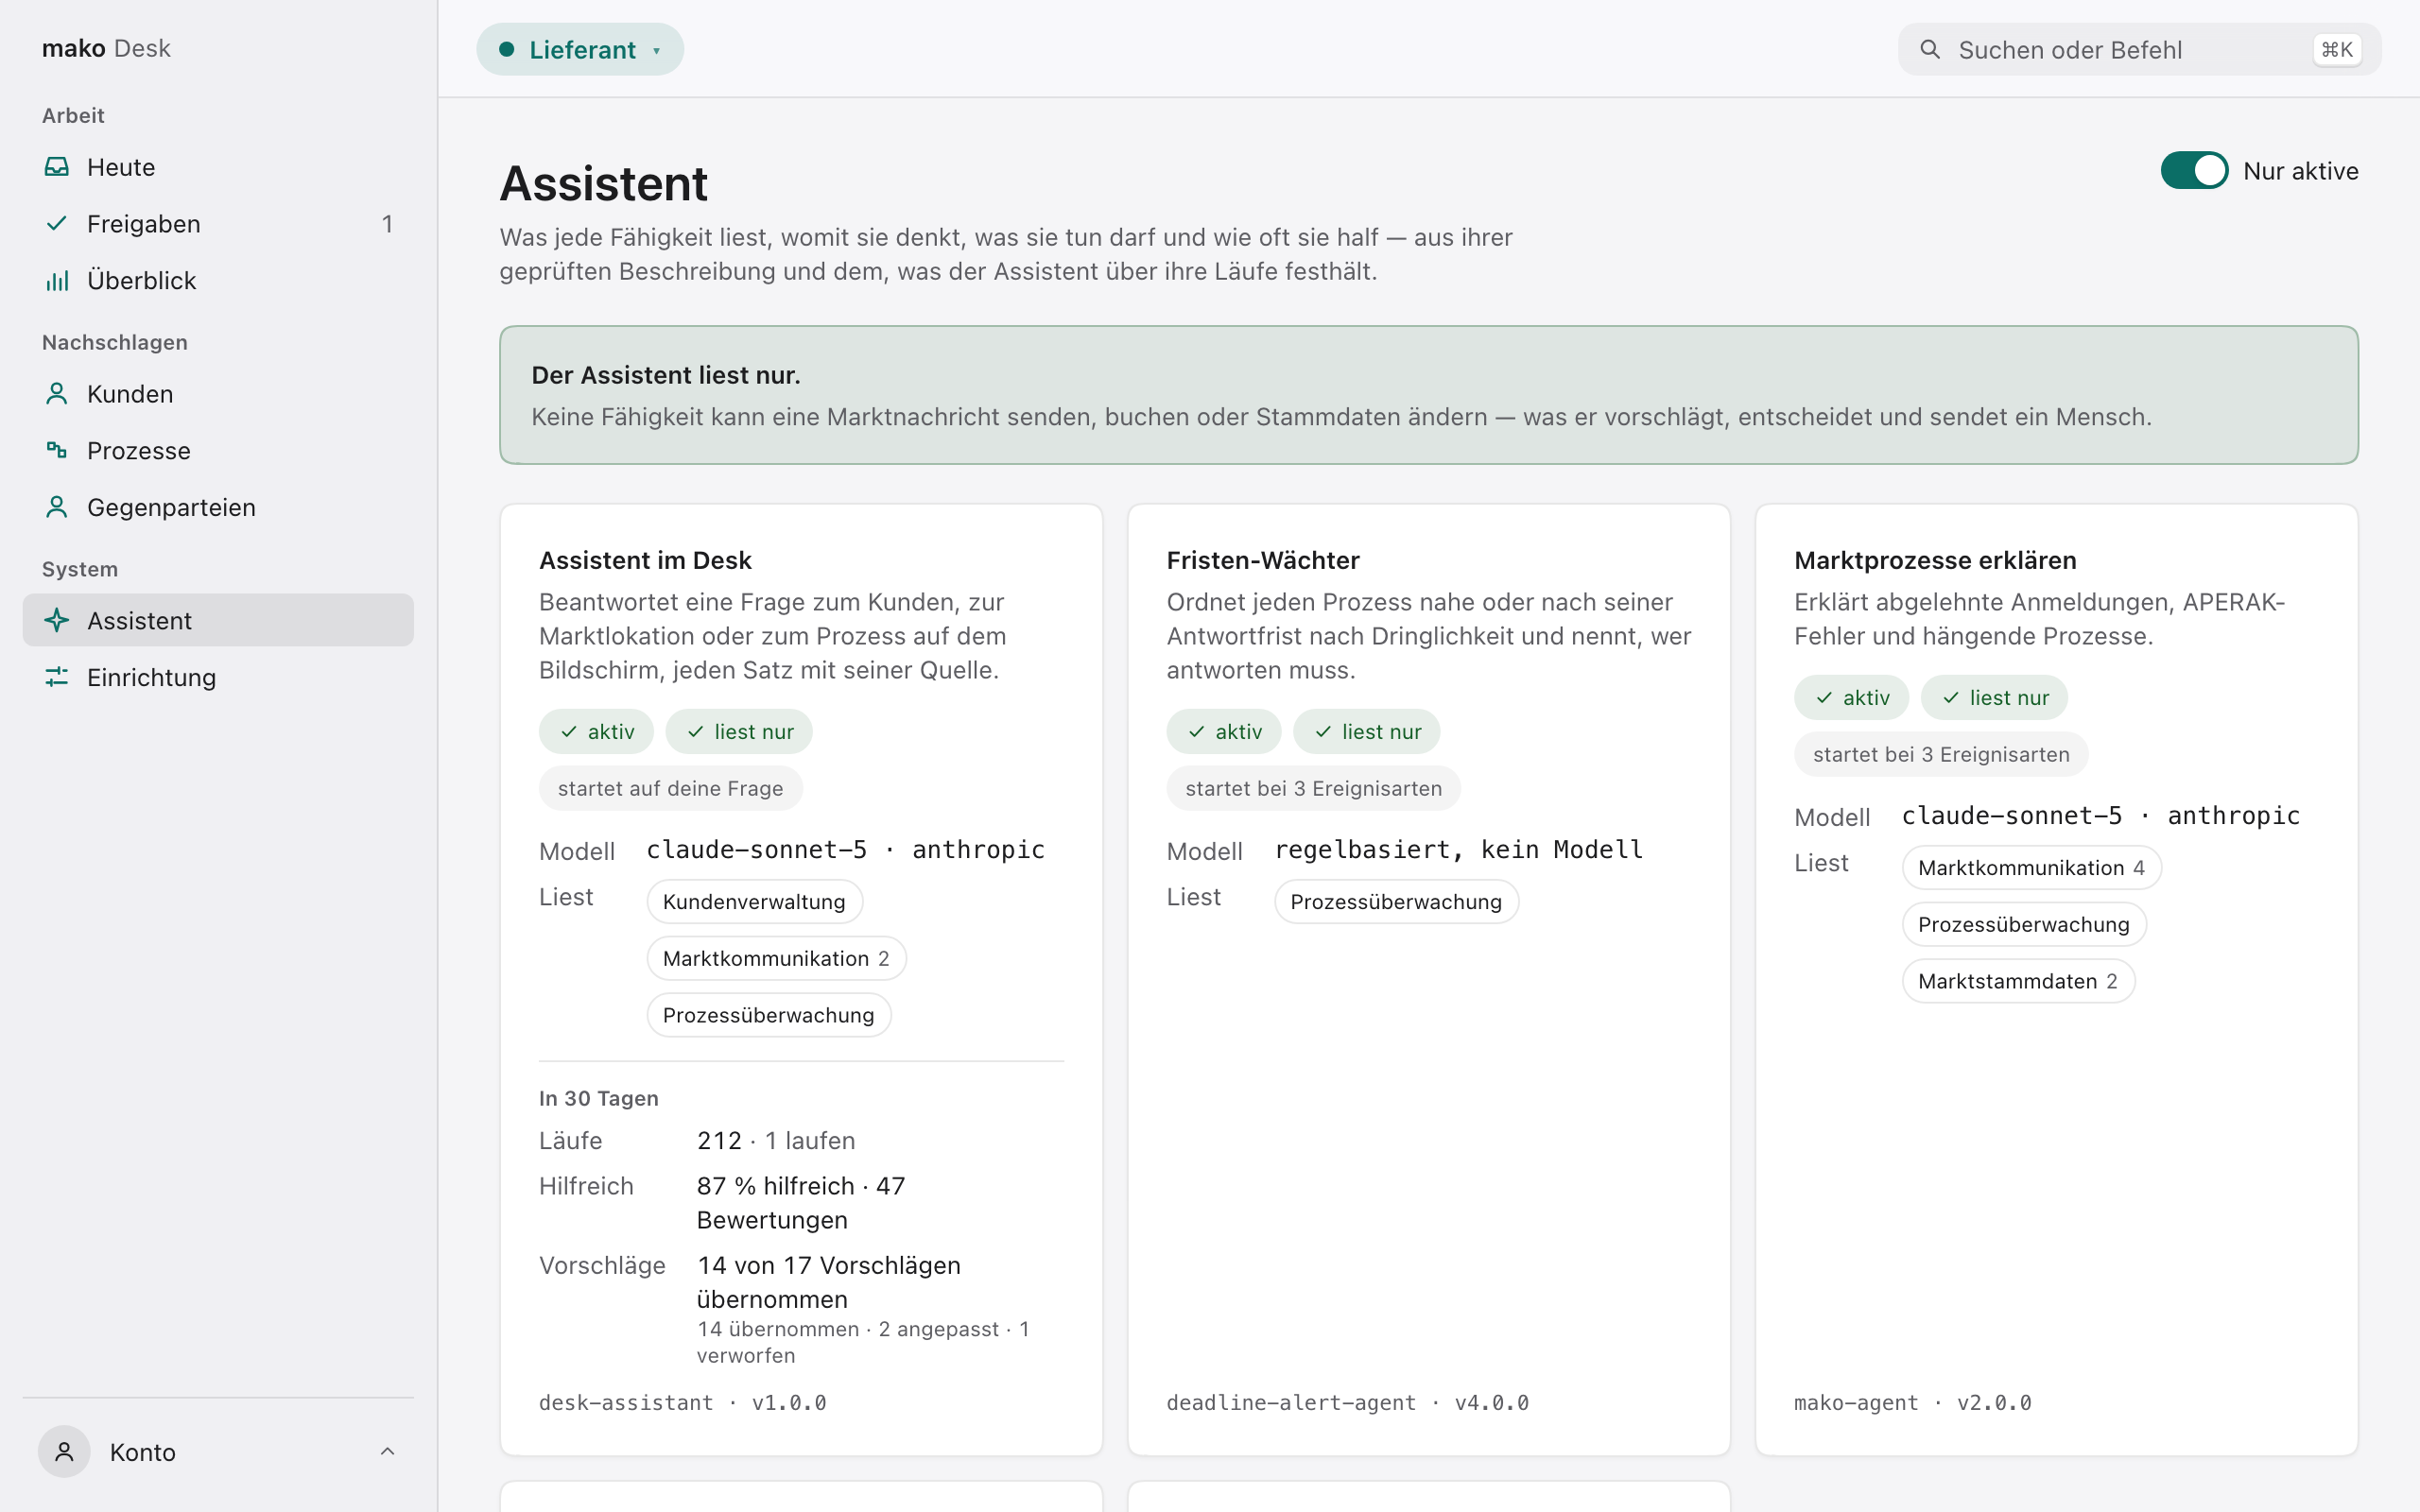 mako Desk
Arbeit
Heute
Freigaben 1
Überblick
Nachschlagen
Kunden
Prozesse
Gegenparteien
System
Assistent
Einrichtung
Konto
Lieferant
Suchen oder Befehl ⌘K
Assistent
Nur aktive
Was jede Fähigkeit liest, womit sie denkt, was sie tun darf und wie oft sie half — aus ihrer
geprüften Beschreibung und dem, was der Assistent über ihre Läufe festhält.
Der Assistent liest nur.
Keine Fähigkeit kann eine Marktnachricht senden, buchen oder Stammdaten ändern — was er vorschlägt, entscheidet und sendet ein Mensch.
Assistent im Desk
Beantwortet eine Frage zum Kunden, zur
Marktlokation oder zum Prozess auf dem
Bildschirm, jeden Satz mit seiner Quelle.
aktiv
liest nur
startet auf deine Frage
Modell claude-sonnet-5 · anthropic
Liest Kundenverwaltung
Marktkommunikation 2
Prozessüberwachung
In 30 Tagen
Läufe 212 · 1 laufen
Hilfreich 87 % hilfreich · 47
Bewertungen
Vorschläge 14 von 17 Vorschlägen
übernommen
14 übernommen · 2 angepasst · 1
verworfen
desk-assistant · v1.0.0
Fristen-Wächter
Ordnet jeden Prozess nahe oder nach seiner
Antwortfrist nach Dringlichkeit und nennt, wer
antworten muss.
aktiv
liest nur
startet bei 3 Ereignisarten
Modell regelbasiert, kein Modell
Liest Prozessüberwachung
deadline-alert-agent · v4.0.0
Marktprozesse erklären
Erklärt abgelehnte Anmeldungen, APERAK-
Fehler und hängende Prozesse.
aktiv
liest nur
startet bei 3 Ereignisarten
Modell claude-sonnet-5 · anthropic
Liest Marktkommunikation 4
Prozessüberwachung
Marktstammdaten 2
mako-agent · v2.0.0